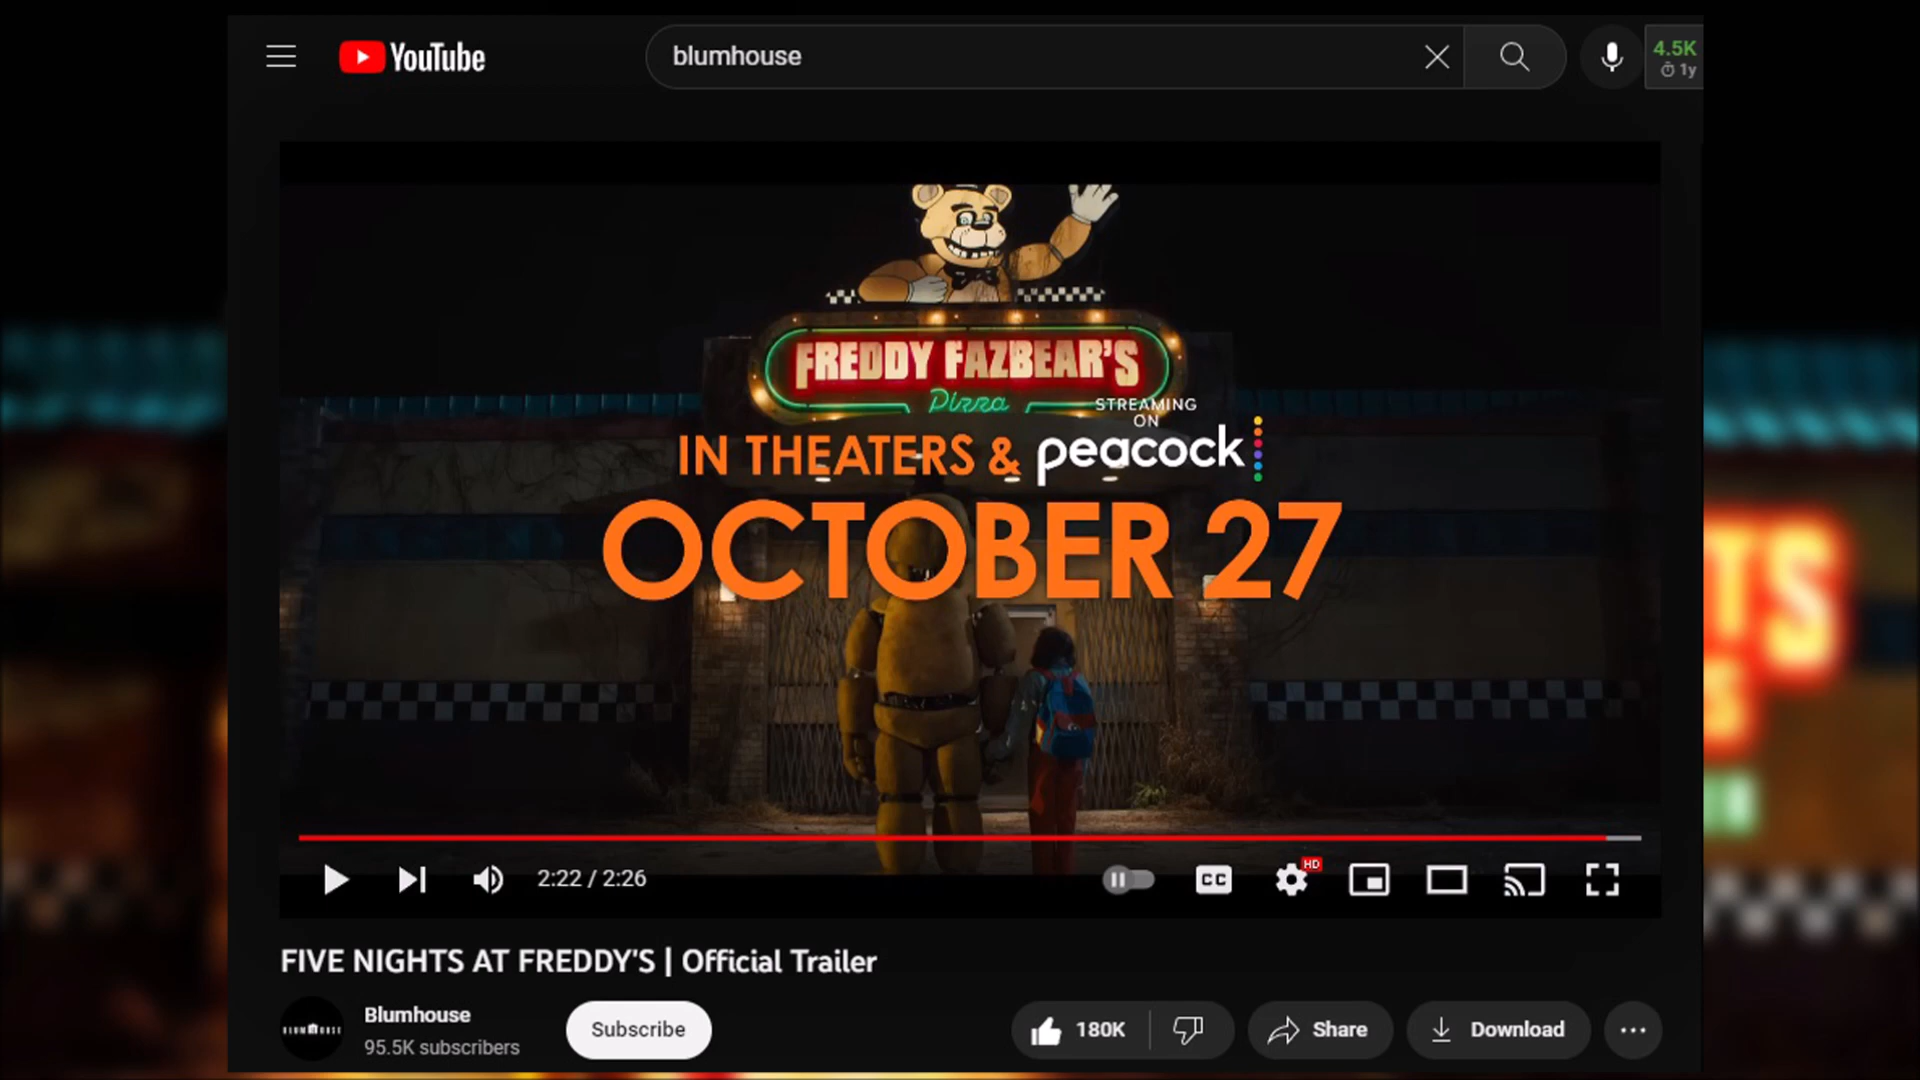 YouTube
blumhouse
4.5K
1y
FREDDY FAZBEAR'S
Pizza
STREAMING
ON
IN THEATERS & peacock
OCTOBER 27
2:22 / 2:26
CC
HD
FIVE NIGHTS AT FREDDY'S | Official Trailer
BLUMHOUSE
Blumhouse
95.5K subscribers
Subscribe
180K
Share
Download